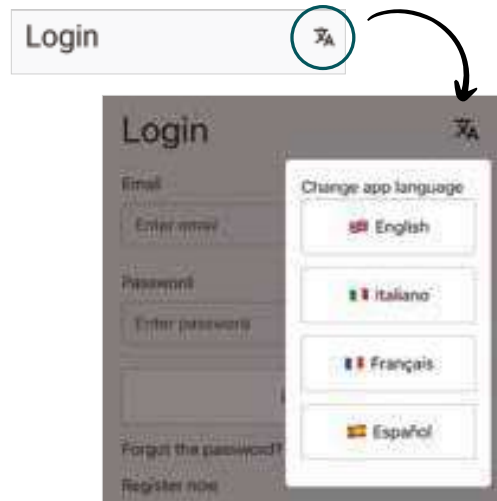 Login
Login
Email
Change app language
Enter email
English
Password
Italiano
Enter password
Français
Español
Forgot the password?
Register now